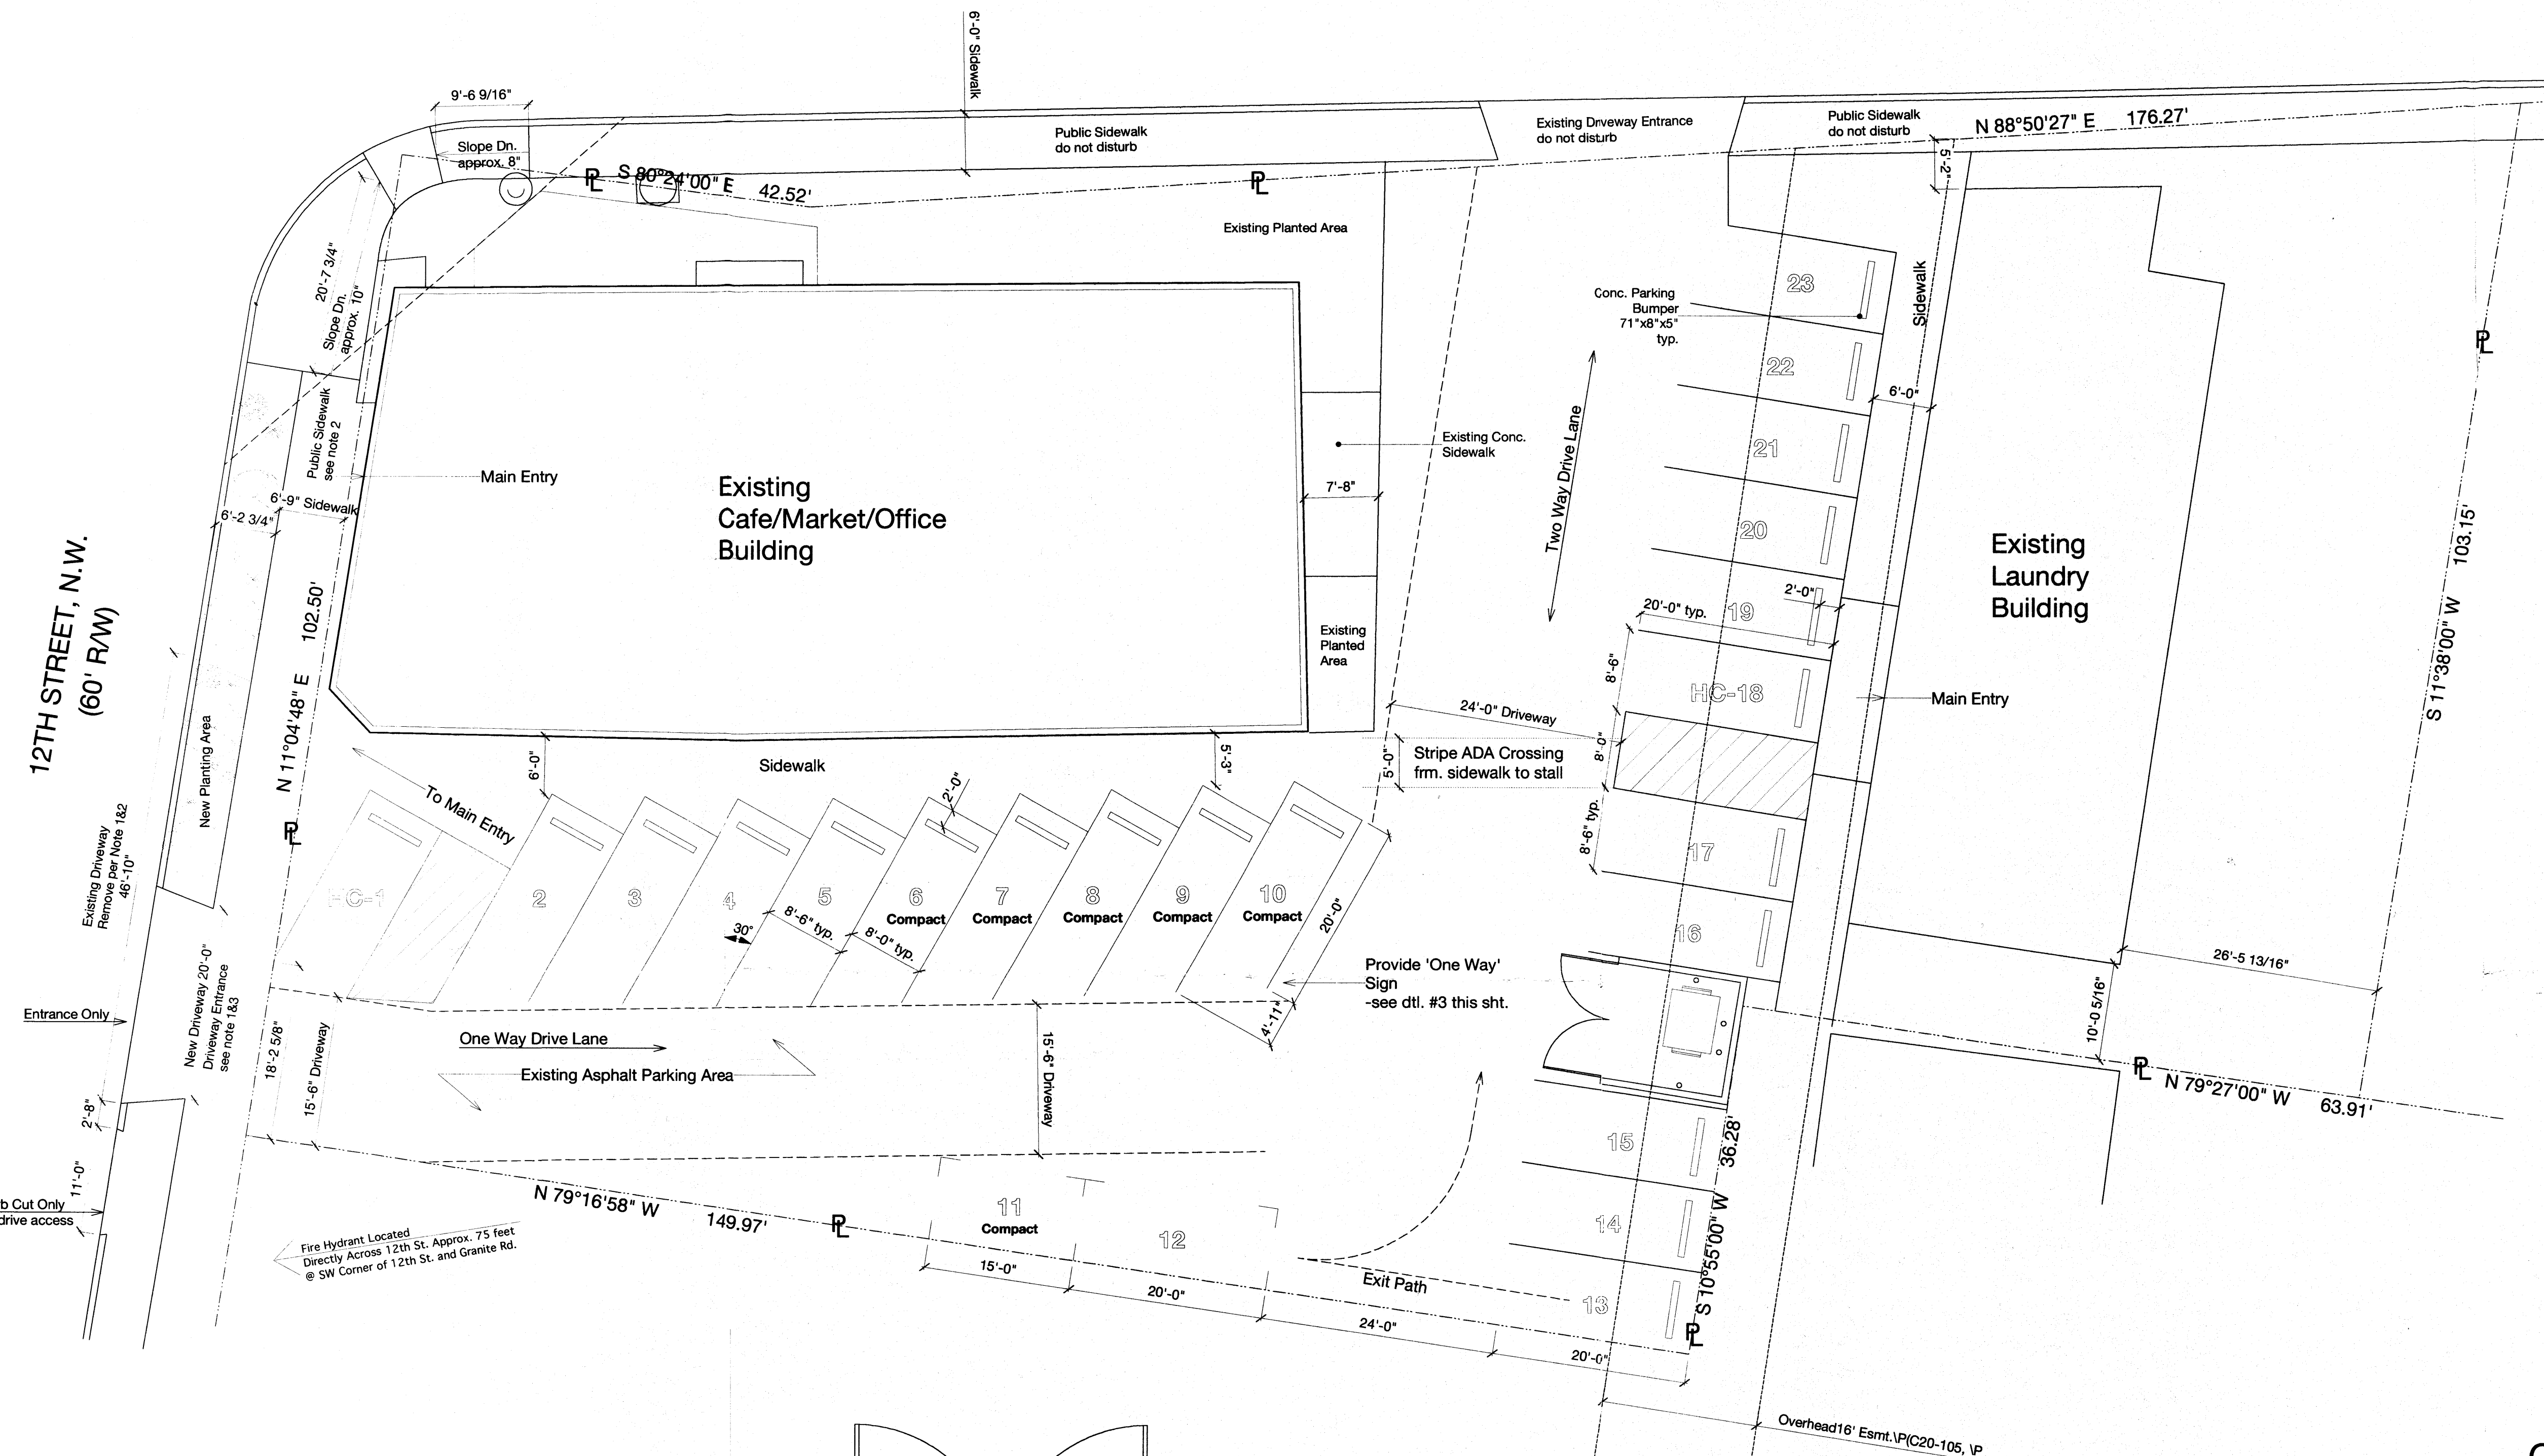 6'-0" Sidewalk
9'-6 9/16"
Slope Dn.
approx. 8"
Public Sidewalk
do not disturb
Existing Driveway Entrance
do not disturb
Public Sidewalk
do not disturb
N 88°50'27" E 176.27'
PL
S 80°24'00" E 42.52'
PL
5'-2"
Existing Planted Area
20'-7 3/4"
Slope Dn.
approx. 10"
23
Conc. Parking
Bumper
71"x8"x5"
typ.
Sidewalk
PL
22
6'-0"
Public Sidewalk
see note 2
Main Entry
Existing
Cafe/Market/Office
Building
Existing Conc.
Sidewalk
7'-8"
Two Way Drive Lane
21
20
6'-9" Sidewalk
6'-2 3/4"
12TH STREET, N.W.
(60' R/W)
N 11°04'48" E 102.50'
Existing
Laundry
Building
S 11°38'00" W 103.15'
2'-0"
20'-0" typ.
19
Existing
Planted
Area
8'-6"
HC-18
Main Entry
24'-0" Driveway
8'-0"
5'-0"
Stripe ADA Crossing
frm. sidewalk to stall
New Planting Area
6'-0"
Sidewalk
5'-3"
To Main Entry
2'-0"
PL
Existing Driveway
Remove per Note 1&2
46'-10"
8'-6" typ.
17
HC-1
2
3
4
5
6
Compact
7
Compact
8
Compact
9
Compact
10
Compact
30°
8'-6" typ.
8'-0" typ.
20'-0"
16
Provide 'One Way'
Sign
-see dtl. #3 this sht.
26'-5 13/16"
10'-0 5/16"
New Driveway 20'-0"
Driveway Entrance
see note 1&3
Entrance Only
18'-2 5/8"
15'-6" Driveway
One Way Drive Lane
Existing Asphalt Parking Area
15'-6" Driveway
4'-11"
PL
N 79°27'00" W 63.91'
2'-8"
11'-0"
b Cut Only
drive access
15
36.28'
S 10°55'00" W
N 79°16'58" W 149.97'
PL
11
Compact
12
14
Fire Hydrant Located
Directly Across 12th St. Approx. 75 feet
@ SW Corner of 12th St. and Granite Rd.
15'-0"
20'-0"
Exit Path
13
PL
24'-0"
20'-0"
Overhead16' Esmt.\P(C20-105, \P